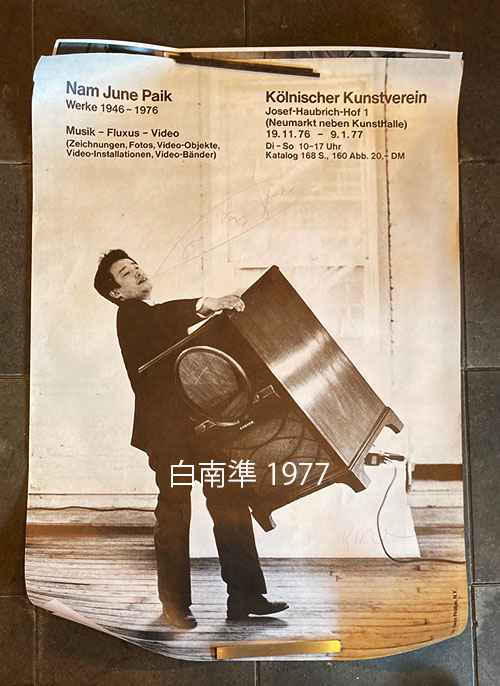 Nam June Paik
Werke 1946–1976
Musik – Fluxus – Video
(Zeichnungen, Fotos, Video-Objekte,
Video-Installationen, Video-Bänder)
Kölnischer Kunstverein
Josef-Haubrich-Hof 1
(Neumarkt neben Kunsthalle)
19.11.76 – 9.1.77
Di – So 10–17 Uhr
Katalog 168 S., 160 Abb. 20,– DM
白南準 1977